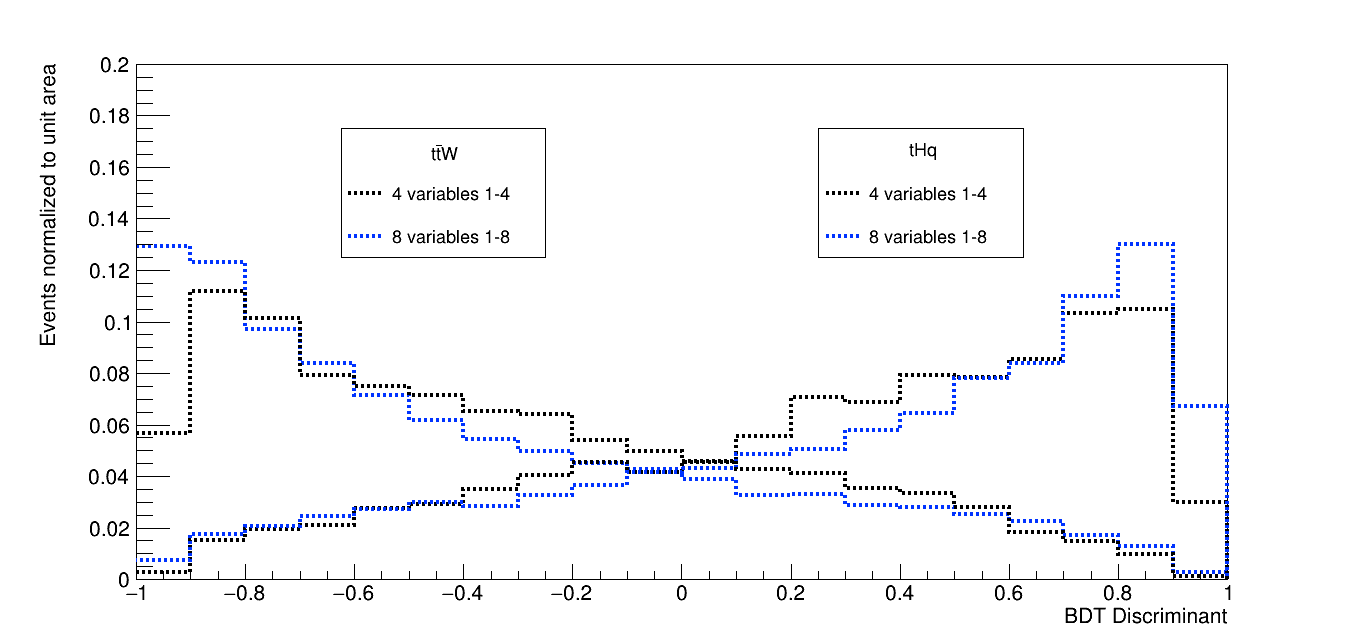 Events normalized to unit area
0.2
0.18
0.16
0.14
0.12
0.1
0.08
0.06
0.04
0.02
0
tt̄W
4 variables 1-4
8 variables 1-8
tHq
4 variables 1-4
8 variables 1-8
−1 −0.8 −0.6 −0.4 −0.2 0 0.2 0.4 0.6 0.8 1
BDT Discriminant